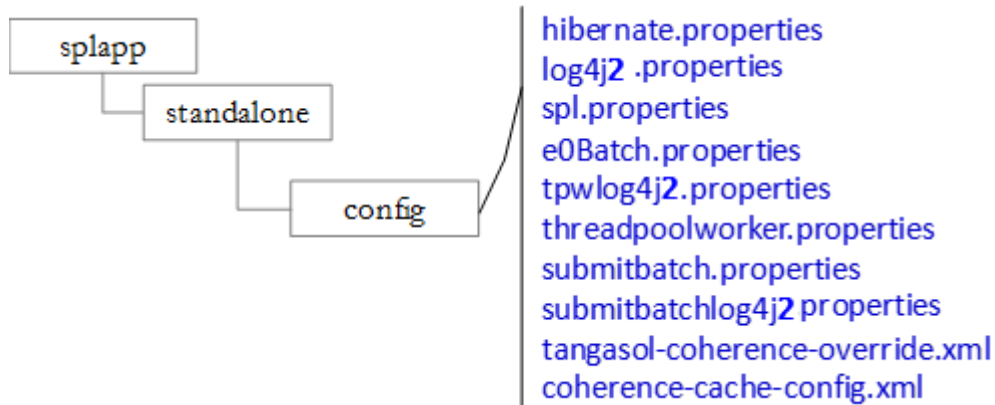 splapp
standalone
config
hibernate.properties
log4j2 .properties
spl.properties
e0Batch.properties
tpwlog4j2.properties
threadpoolworker.properties
submitbatch.properties
submitbatchlog4j2 properties
tangasol-coherence-override.xml
coherence-cache-config.xml